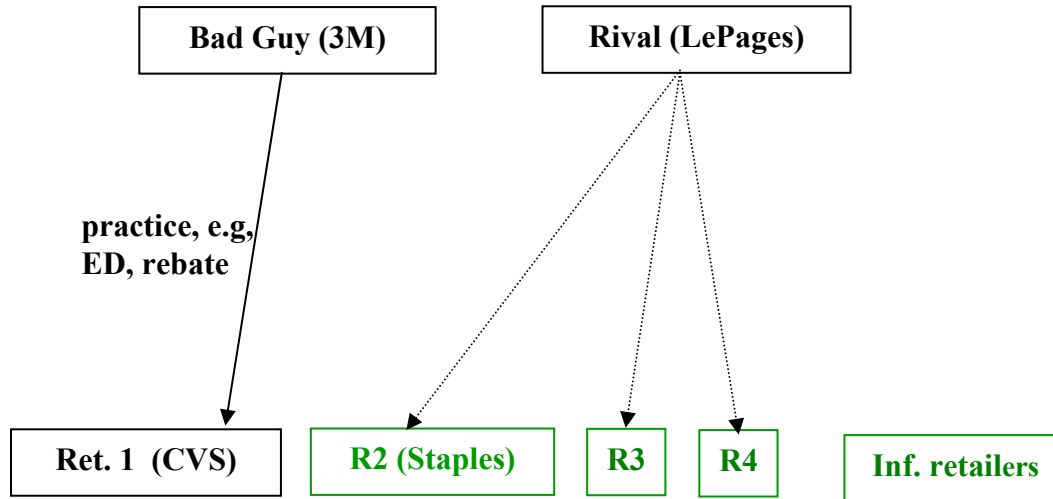 Bad Guy (3M)
Rival (LePages)
practice, e.g,
ED, rebate
Ret. 1 (CVS)
R2 (Staples)
R3
R4
Inf. retailers